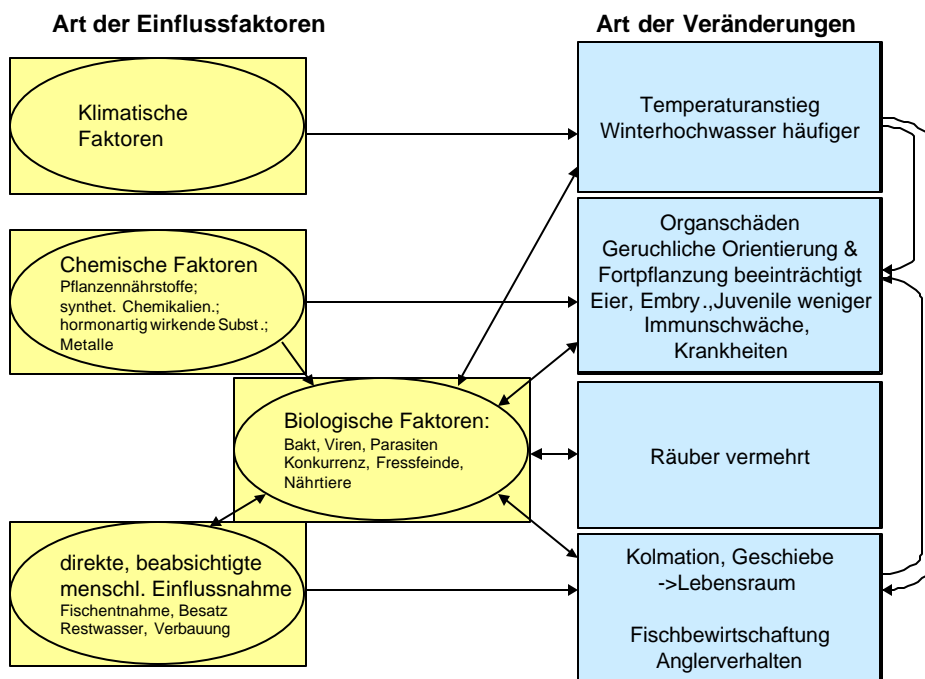 Art der Einflussfaktoren
Art der Veränderungen
Klimatische
Faktoren
Temperaturanstieg
Winterhochwasser häufiger
Chemische Faktoren
Pflanzennährstoffe;
synthet. Chemikalien.;
hormonartig wirkende Subst.;
Metalle
Organschäden
Geruchliche Orientierung &
Fortpflanzung beeinträchtigt
Eier, Embry.,Juvenile weniger
Immunschwäche,
Krankheiten
Biologische Faktoren:
Bakt, Viren, Parasiten
Konkurrenz, Fressfeinde,
Nährtiere
Räuber vermehrt
direkte, beabsichtigte
menschl. Einflussnahme
Fischentnahme, Besatz
Restwasser, Verbauung
Kolmation, Geschiebe
->Lebensraum
Fischbewirtschaftung
Anglerverhalten